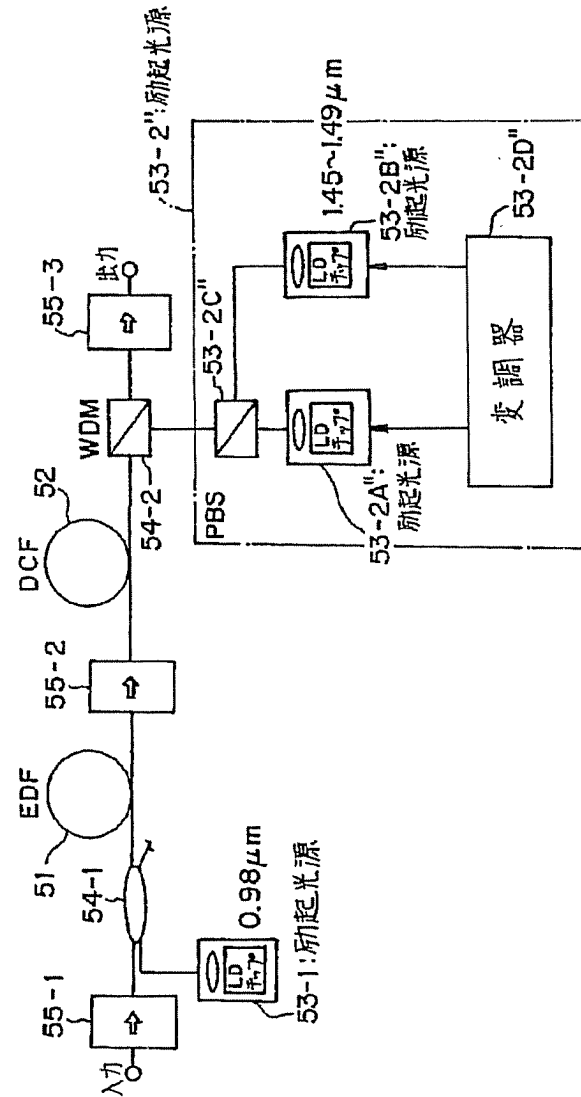 入力
55-1
54-1
51
EDF
53-1:励起光源
LD
チップ
0.98μm
55-2
DCF
52
WDM
54-2
55-3
出力
PBS
53-2C"
53-2":励起光源
53-2A":
励起光源
LD
チップ
1.45~1.49μm
53-2B":
励起光源
LD
チップ
変調器
53-2D"